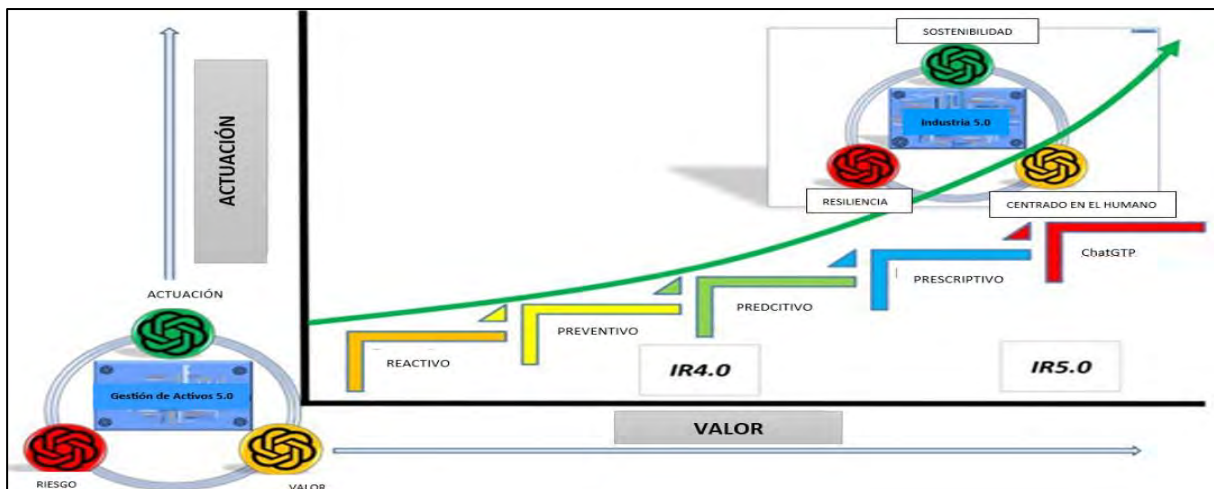 SOSTENIBILIDAD
Industria 5.0
RESILIENCIA
CENTRADO EN EL HUMANO
ACTUACIÓN
ACTUACIÓN
ChatGTP
PRESCRIPTIVO
PREDCITIVO
PREVENTIVO
REACTIVO
IR4.0
IR5.0
Gestión de Activos 5.0
VALOR
RIESGO
VALOR